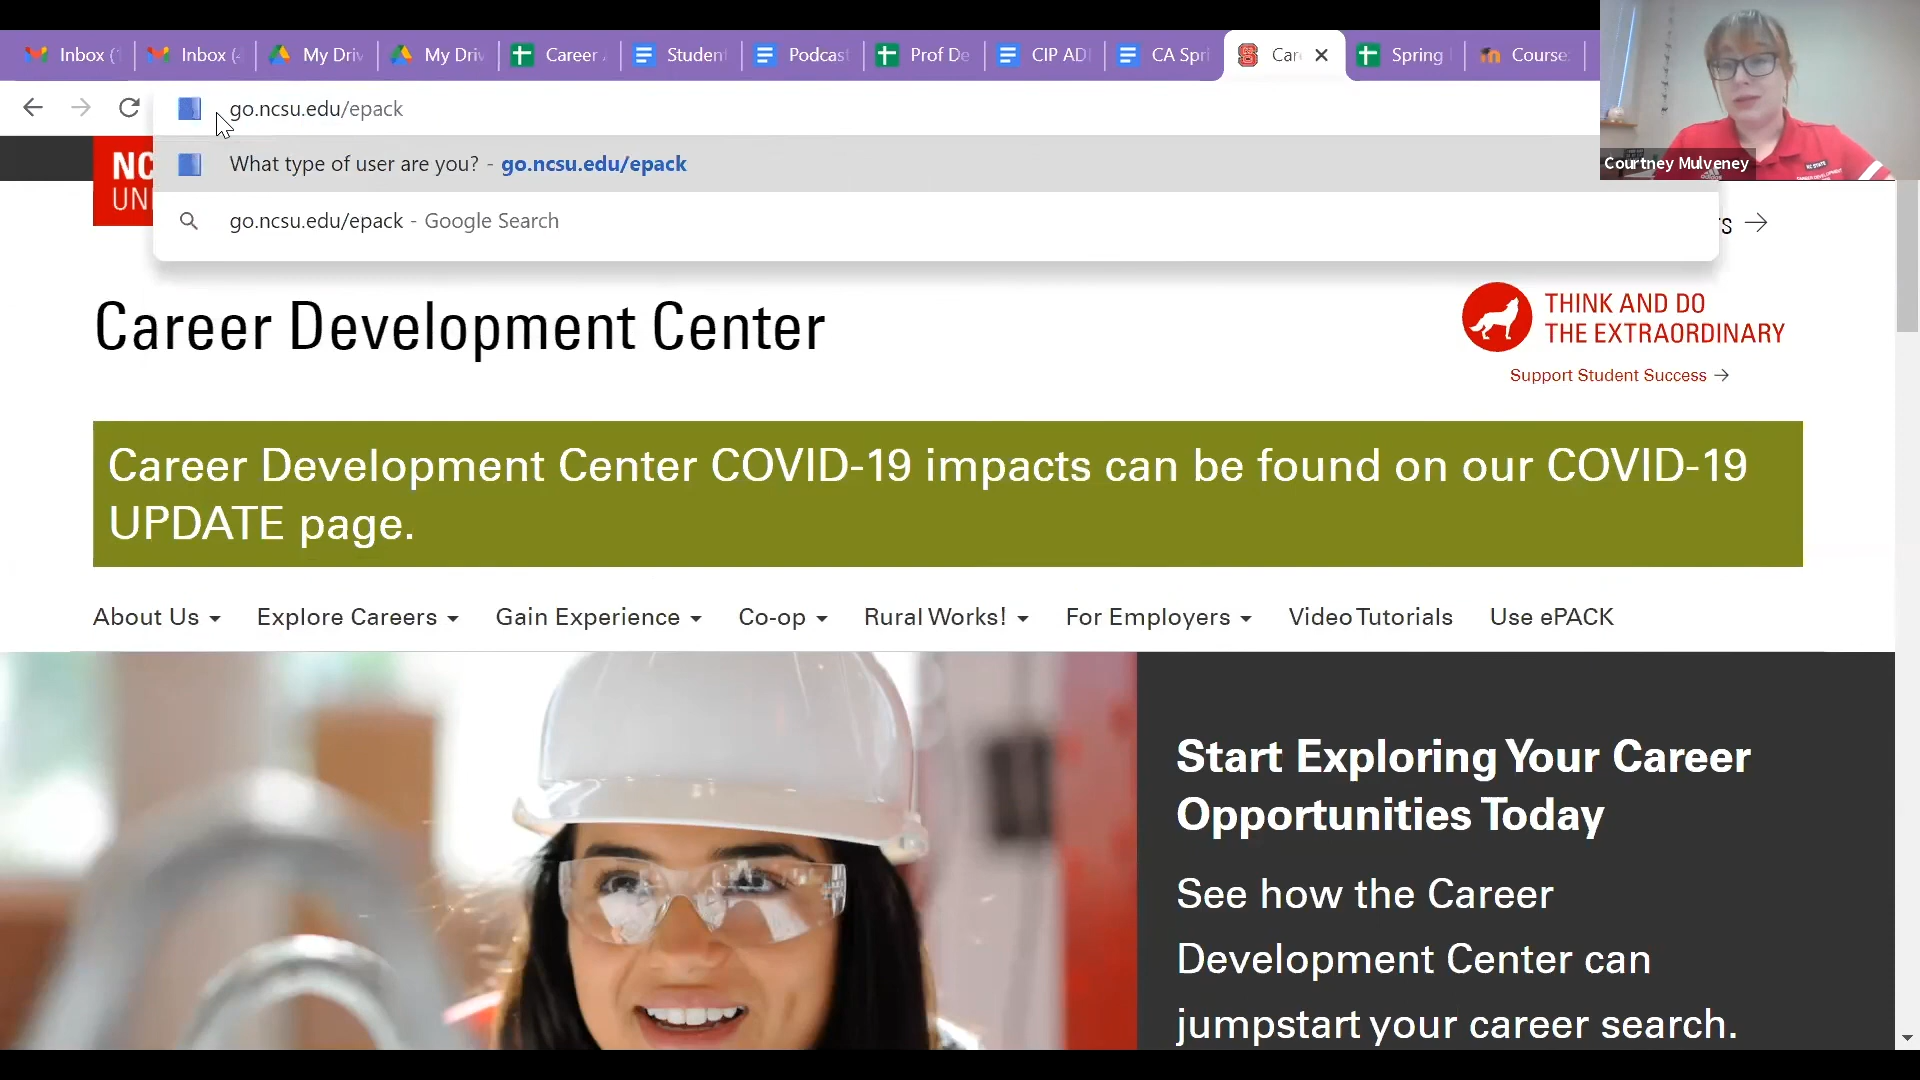 Inbox (
Inbox (
My Driv
My Driv
Career
Student
Podcast
Prof De
CIP AD
CA Spri
Car
Spring
Course
go.ncsu.edu/epack
What type of user are you? - go.ncsu.edu/epack
go.ncsu.edu/epack - Google Search
Courtney Mulveney
NC STATE
NC
UN
rs
Career Development Center
THINK AND DO
THE EXTRAORDINARY
Support Student Success
Career Development Center COVID-19 impacts can be found on our COVID-19
UPDATE page.
About Us
Explore Careers
Gain Experience
Co-op
Rural Works!
For Employers
Video Tutorials
Use ePACK
Start Exploring Your Career
Opportunities Today
See how the Career
Development Center can
jumpstart your career search.